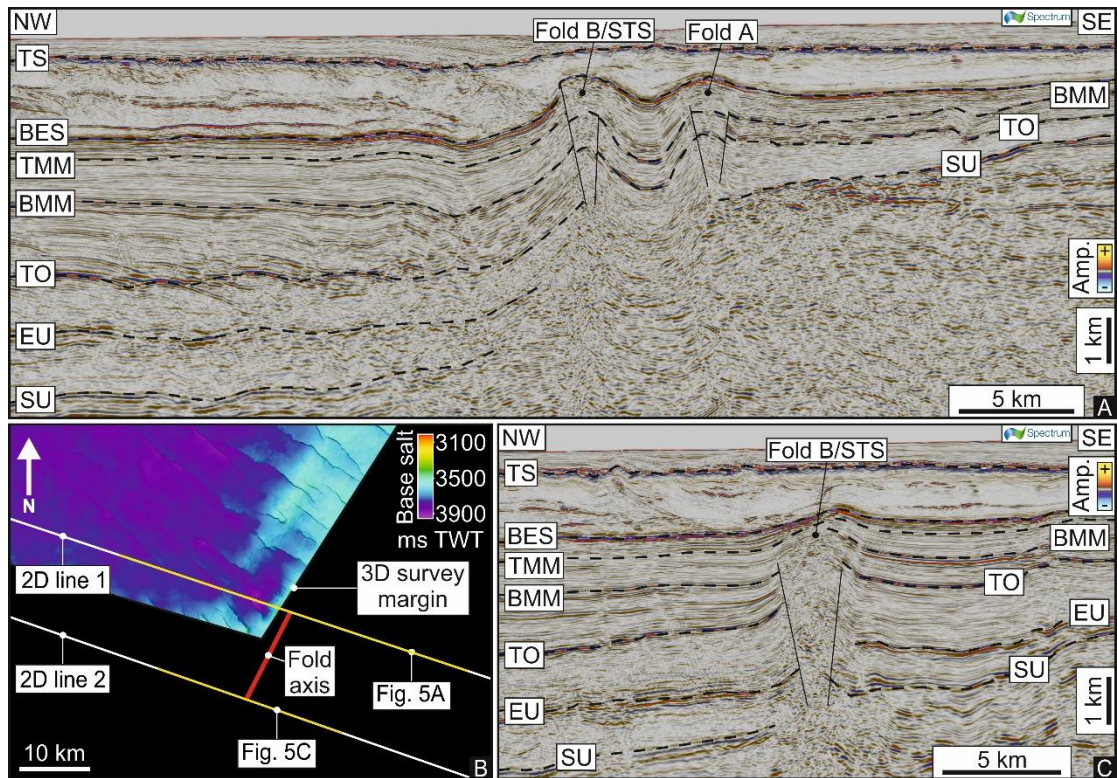 NW
Fold B/STS
Fold A
Spectrum
SE
TS
BES
TMM
BMM
TO
EU
SU
BMM
TO
SU
Amp.
+
-
1 km
5 km
A
N
Base salt
3100
3500
3900
ms TWT
2D line 1
3D survey
margin
2D line 2
Fold
axis
Fig. 5A
Fig. 5C
10 km
B
NW
Spectrum
SE
Fold B/STS
TS
BES
TMM
BMM
TO
EU
SU
Amp.
+
-
BMM
TO
EU
SU
1 km
5 km
C